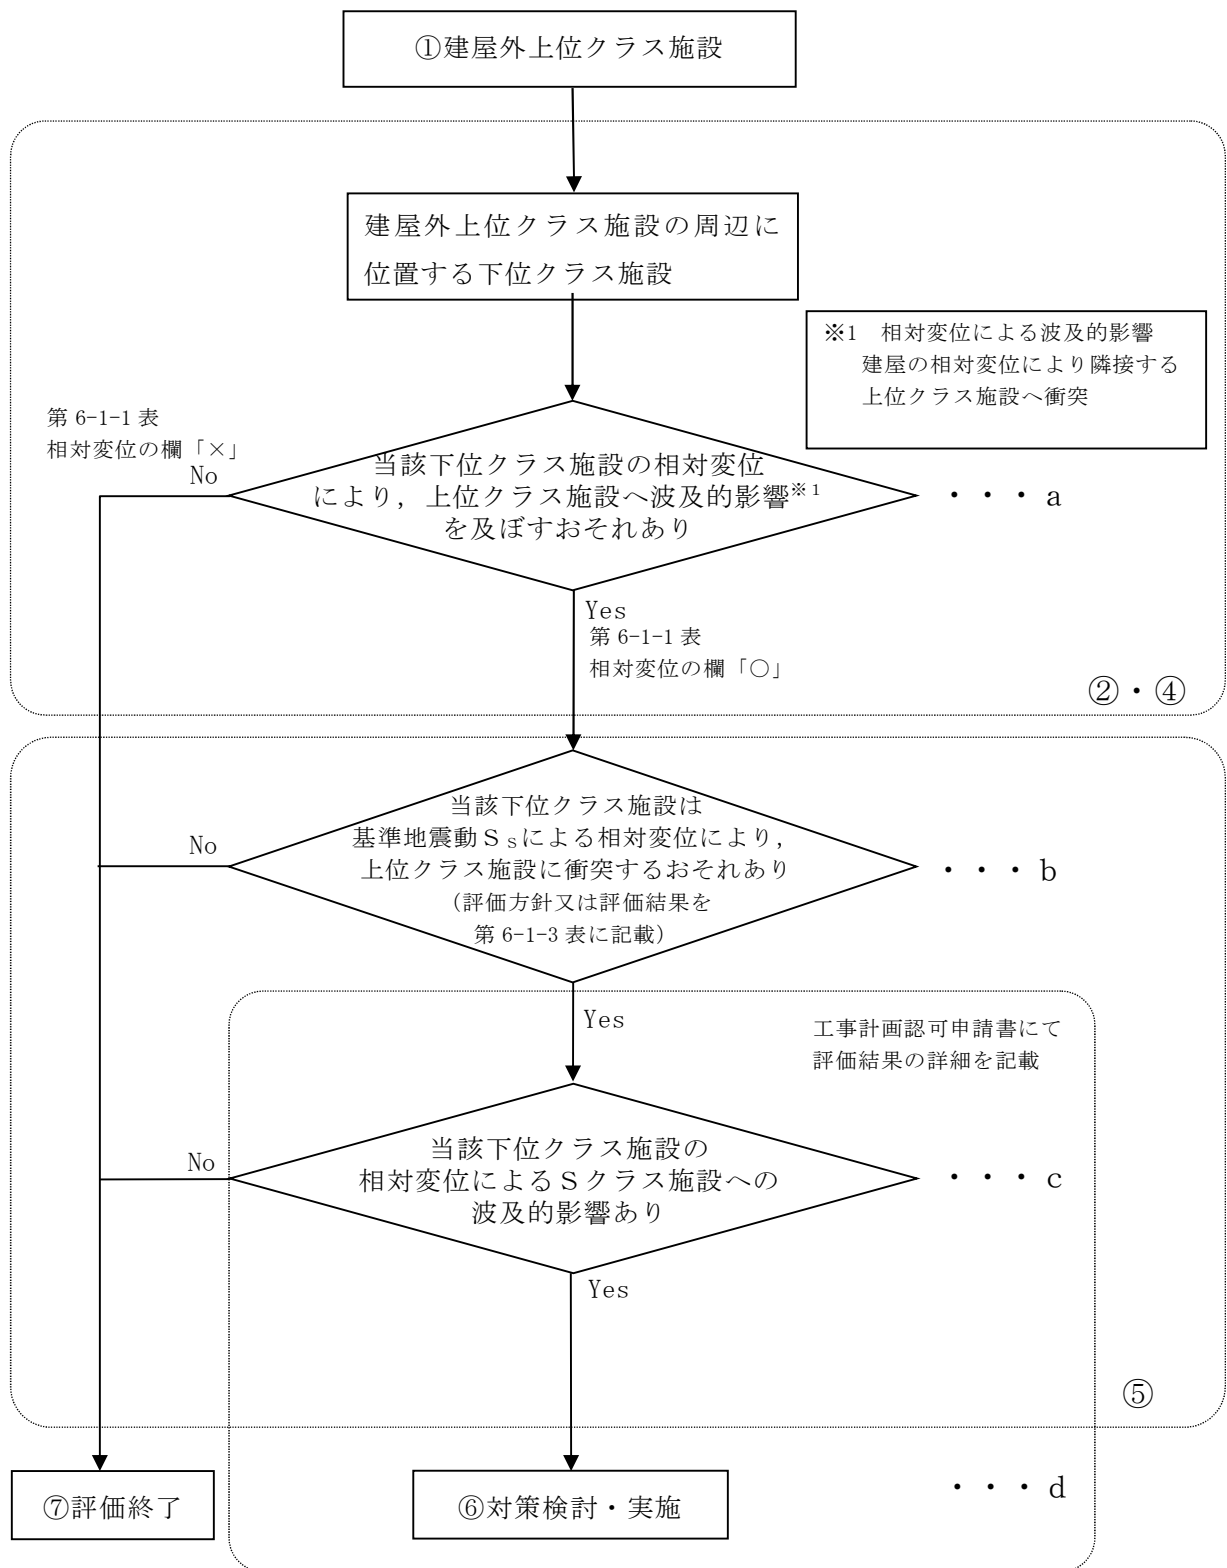 ①建屋外上位クラス施設
建屋外上位クラス施設の周辺に
位置する下位クラス施設
※1　相対変位による波及的影響
建屋の相対変位により隣接する
上位クラス施設へ衝突
第 6-1-1 表
相対変位の欄「×」
No
当該下位クラス施設の相対変位
により，上位クラス施設へ波及的影響※1
を及ぼすおそれあり
・・・a
Yes
第 6-1-1 表
相対変位の欄「○」
②・④
当該下位クラス施設は
基準地震動Ｓｓによる相対変位により，
上位クラス施設に衝突するおそれあり
（評価方針又は評価結果を
第 6-1-3 表に記載）
No
・・・b
Yes
工事計画認可申請書にて
評価結果の詳細を記載
当該下位クラス施設の
相対変位によるＳクラス施設への
波及的影響あり
No
・・・c
Yes
⑤
⑦評価終了
⑥対策検討・実施
・・・d